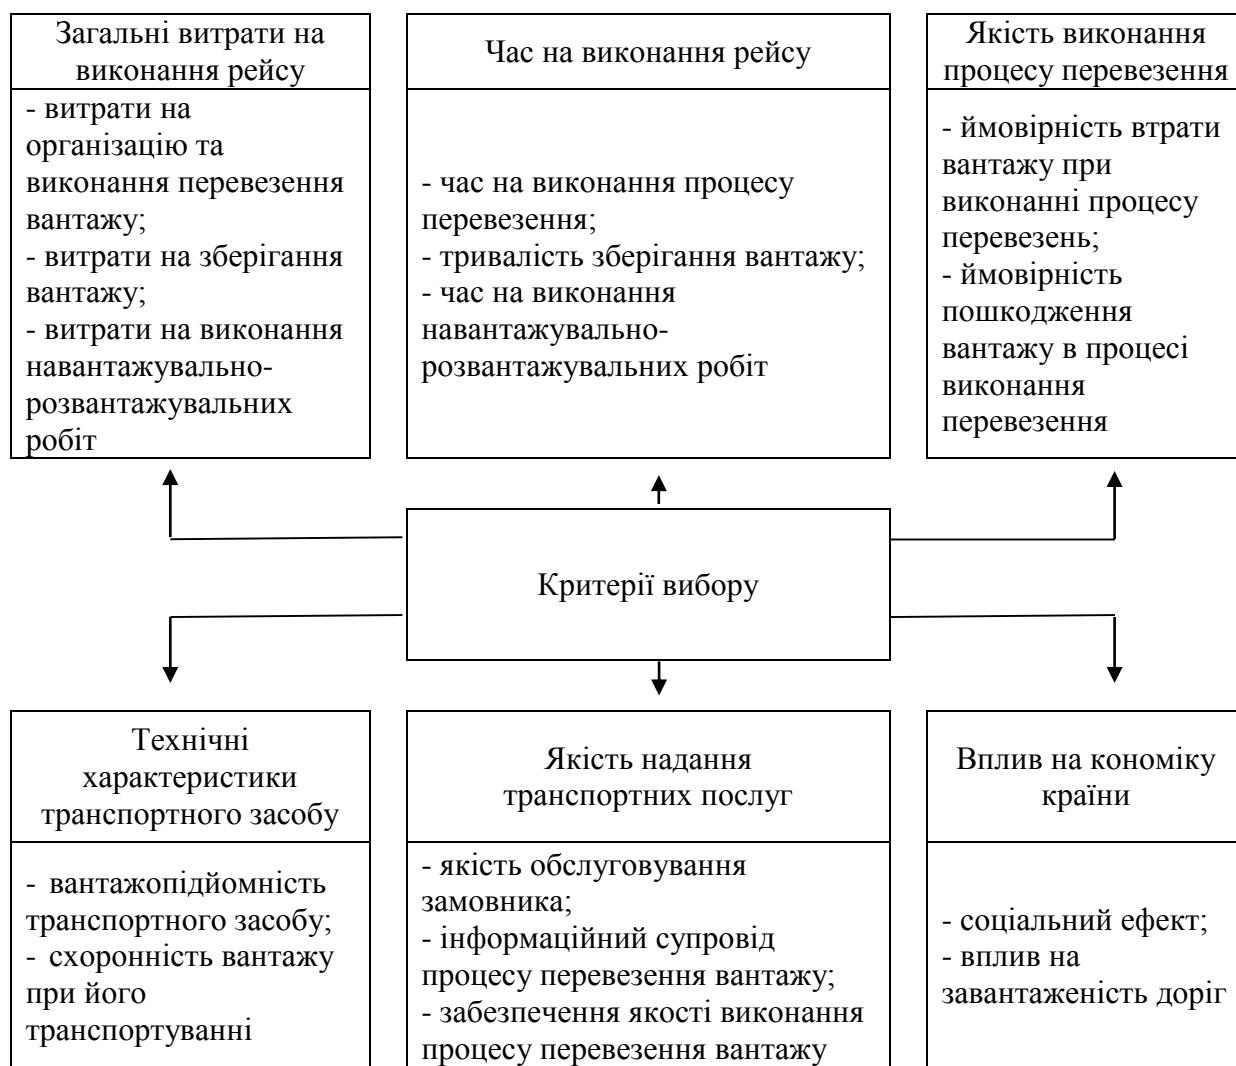 Загальні витрати на
виконання рейсу
- витрати на
організацію та
виконання перевезення
вантажу;
- витрати на зберігання
вантажу;
- витрати на виконання
навантажувально-
розвантажувальних
робіт
Час на виконання рейсу
- час на виконання процесу
перевезення;
- тривалість зберігання вантажу;
- час на виконання
навантажувально-
розвантажувальних робіт
Якість виконання
процесу перевезення
- ймовірність втрати
вантажу при
виконанні процесу
перевезень;
- ймовірність
пошкодження
вантажу в процесі
виконання
перевезення
Критерії вибору
Технічні
характеристики
транспортного засобу
- вантажопідйомність
транспортного засобу;
- схоронність вантажу
при його
транспортуванні
Якість надання
транспортних послуг
- якість обслуговування
замовника;
- інформаційний супровід
процесу перевезення вантажу;
- забезпечення якості виконання
процесу перевезення вантажу
Вплив на кономіку
країни
- соціальний ефект;
- вплив на
завантаженість доріг